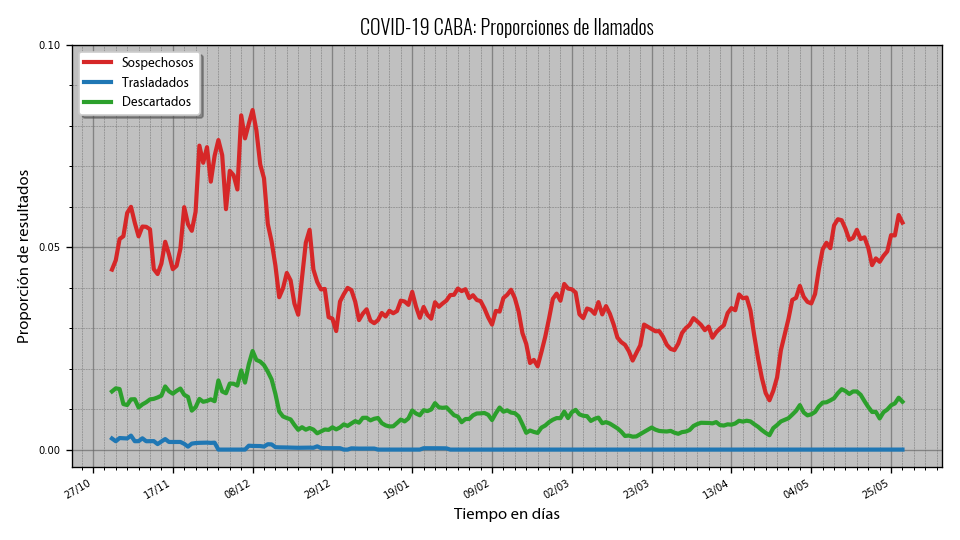 COVID-19 CABA: Proporciones de llamados
Sospechosos
Trasladados
Descartados
Proporción de resultados
0.10
0.05
0.00
27/10
17/11
08/12
29/12
19/01
09/02
02/03
23/03
13/04
04/05
25/05
Tiempo en días